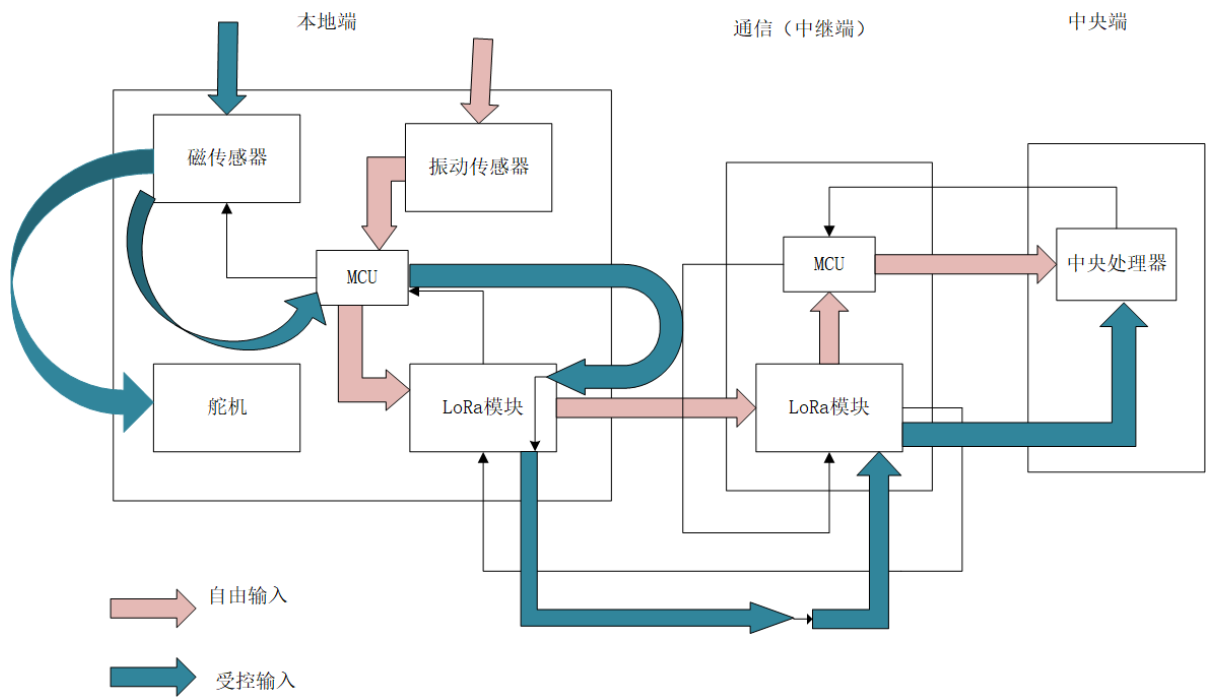 本地端
通信（中继端）
中央端
磁传感器
振动传感器
MCU
MCU
中央处理器
舵机
LoRa模块
LoRa模块
自由输入
受控输入